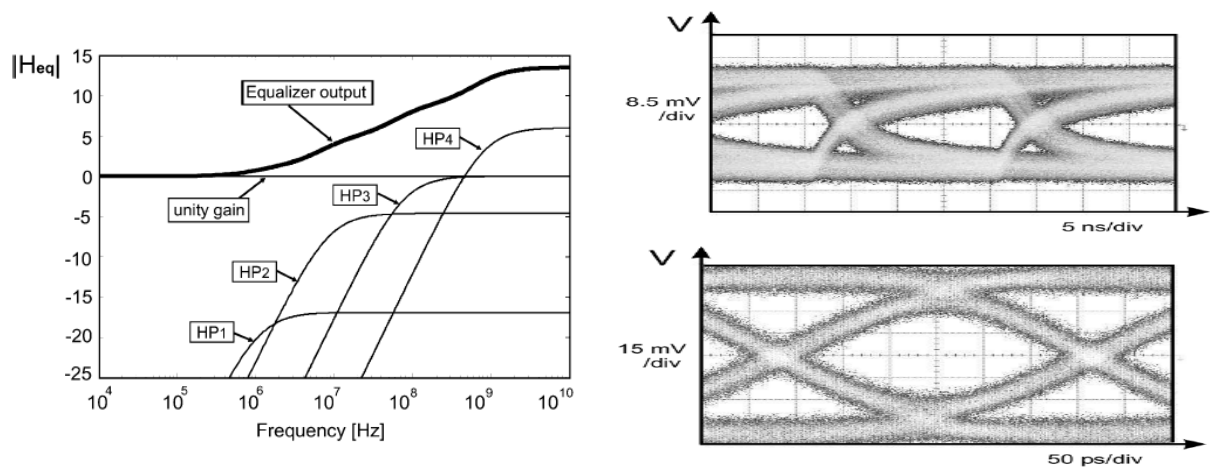 |Heq|
15
10
5
0
-5
-10
-15
-20
-25
Equalizer output
unity gain
HP1
HP2
HP3
HP4
10^4
10^5
10^6
10^7
10^8
10^9
10^10
Frequency [Hz]
V
8.5 mV
/div
5 ns/div
V
15 mV
/div
50 ps/div